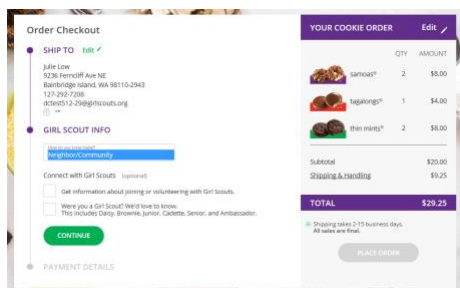 Order Checkout
SHIP TO Edit
Julie Low
9236 Ferncliff Ave NE
Bainbridge Island, WA 98110-2943
127-292-7208
dctest512-29@girlscouts.org
GIRL SCOUT INFO
Neighbor/Community
Connect with Girl Scouts (optional)
Get information about joining or volunteering with Girl Scouts.
Were you a Girl Scout? We'd love to know.
This includes Daisy, Brownie, Junior, Cadette, Senior, and Ambassador.
CONTINUE
PAYMENT DETAILS
YOUR COOKIE ORDER Edit
QTY AMOUNT
samoas® 2 $8.00
tagalongs® 1 $4.00
thin mints® 2 $8.00
Subtotal $20.00
Shipping & Handling $9.25
TOTAL $29.25
Shipping takes 2-15 business days.
All sales are final.
PLACE ORDER